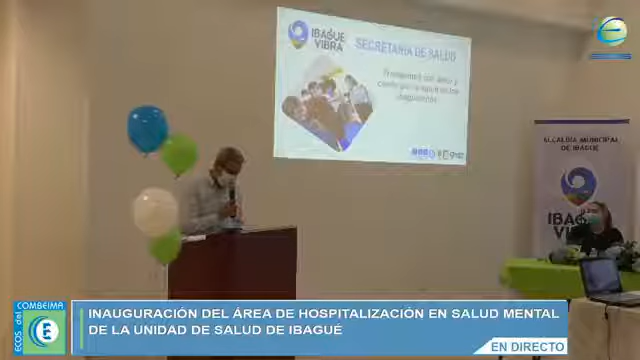 IBAGUÉ
VIBRA
SECRETARÍA DE SALUD
ALCALDÍA MUNICIPAL
DE IBAGUÉ
IBAGUÉ
VIBRA
ECOS del
COMBEIMA
INAUGURACIÓN DEL ÁREA DE HOSPITALIZACIÓN EN SALUD MENTAL
DE LA UNIDAD DE SALUD DE IBAGUÉ
EN DIRECTO